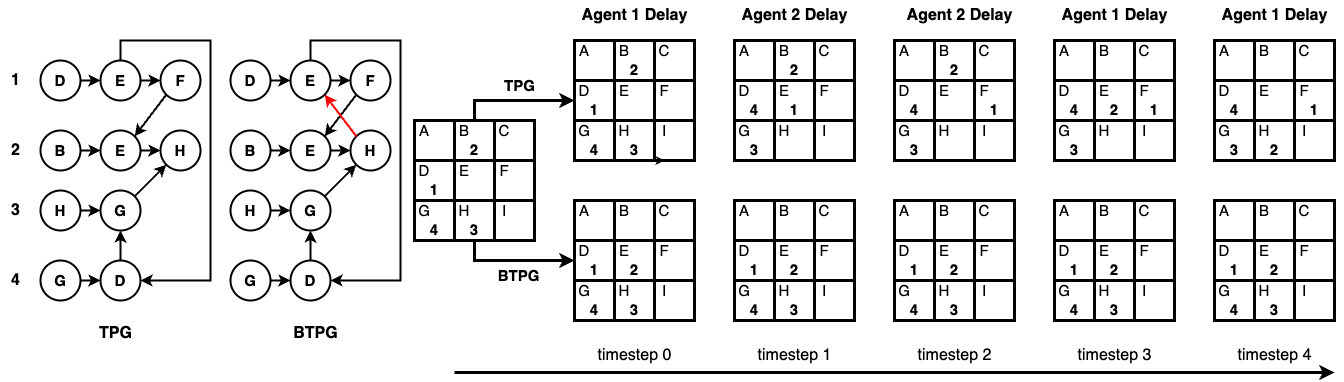 Agent 1 Delay Agent 2 Delay Agent 2 Delay Agent 1 Delay Agent 1 Delay
1 D E F D E F
2 B E H B E H
3 H G H G
4 G D G D
TPG BTPG
A B C
2
D E F
1
G H I
4 3
TPG
BTPG
A B C
2
D E F
1
G H I
4 3
A B C
2
D E F
4 1
G H I
3
A B C
2
D E F
4 1
G H I
3
A B C
D E F
4 2 1
G H I
3
A B C
D E F
4 1
G H I
3 2
A B C
D E F
1 2
G H I
4 3
A B C
D E F
1 2
G H I
4 3
A B C
D E F
1 2
G H I
4 3
A B C
D E F
1 2
G H I
4 3
A B C
D E F
1 2
G H I
4 3
timestep 0 timestep 1 timestep 2 timestep 3 timestep 4